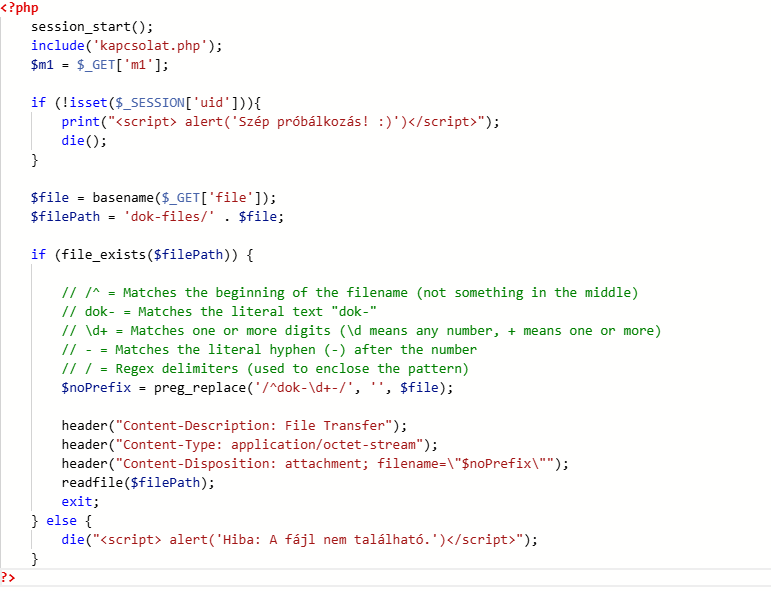 <?php
session_start();
include('kapcsolat.php');
$m1 = $_GET['m1'];
if (!isset($_SESSION['uid'])){
print("<script> alert('Szép próbálkozás! :)')</script>");
die();
}
$file = basename($_GET['file']);
$filePath = 'dok-files/' . $file;
if (file_exists($filePath)) {
// /^ = Matches the beginning of the filename (not something in the middle)
// dok- = Matches the literal text "dok-"
// \d+ = Matches one or more digits (\d means any number, + means one or more)
// - = Matches the literal hyphen (-) after the number
// / = Regex delimiters (used to enclose the pattern)
$noPrefix = preg_replace('/^dok-\d+-/', '', $file);
header("Content-Description: File Transfer");
header("Content-Type: application/octet-stream");
header("Content-Disposition: attachment; filename=\"$noPrefix\"");
readfile($filePath);
exit;
} else {
die("<script> alert('Hiba: A fájl nem található.')</script>");
}
?>